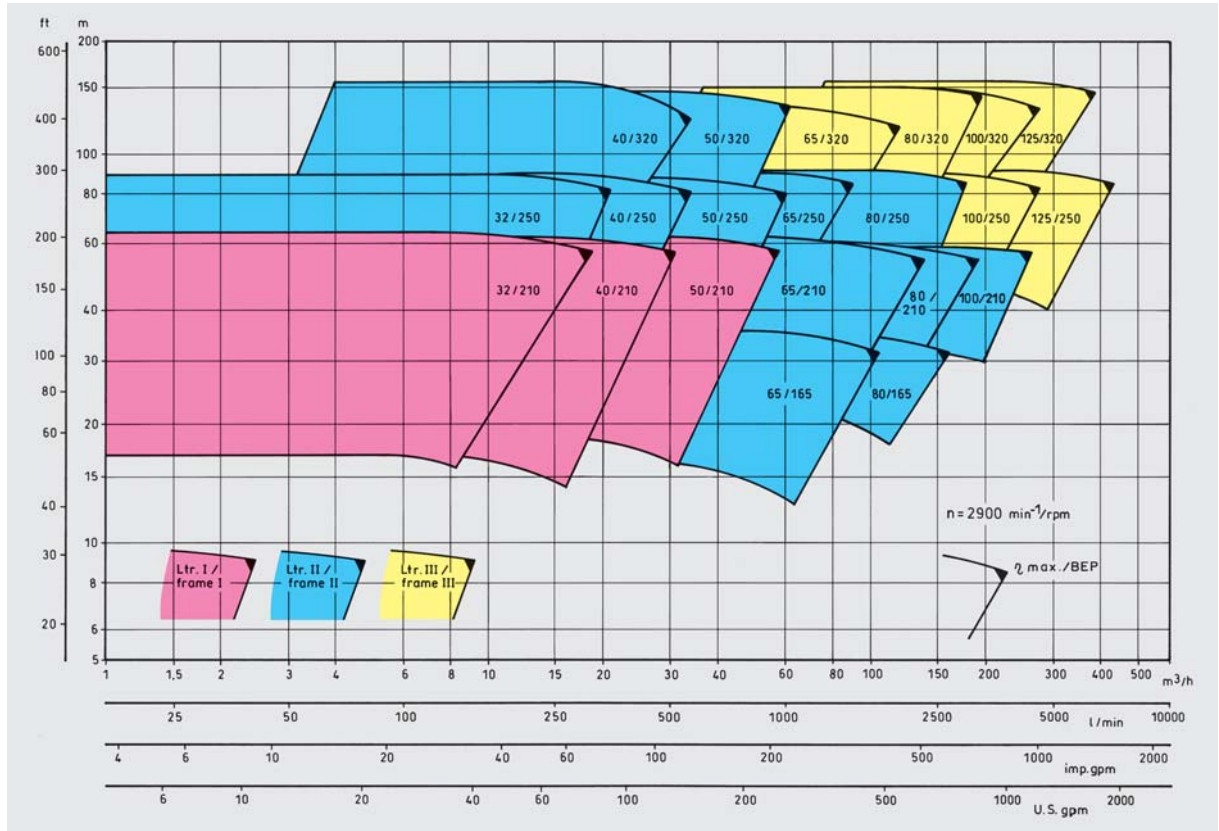 ft m
600 200
150
400
100
300
80
200 60
150
40
100 30
80
20
60
15
40
10
30
8
20 6
5
40/320 50/320 65/320 80/320 100/320 125/320
32/250 40/250 50/250 65/250 80/250 100/250 125/250
32/210 40/210 50/210 65/210 80/ 100/210
210
65/165 80/165
n = 2900 min⁻¹/rpm
Ltr. I / Ltr. II / Ltr. III /
frame I frame II frame III
η max./BEP
1 1,5 2 3 4 6 8 10 15 20 30 40 60 80 100 150 200 300 400 500 m³/h
25 50 100 250 500 1000 2500 5000 l/min 10000
4 6 10 20 40 60 100 200 500 1000 2000
imp.gpm
6 10 20 40 60 100 200 500 1000 2000
U.S. gpm